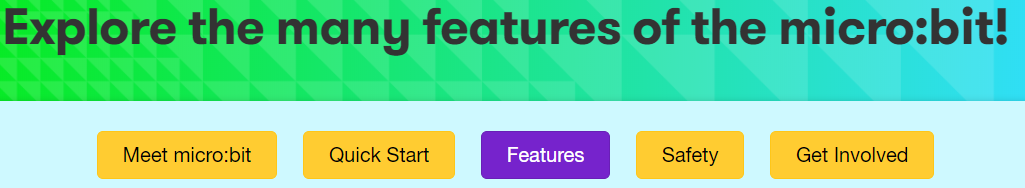 Explore the many features of the micro:bit!
Meet micro:bit Quick Start Features Safety Get Involved